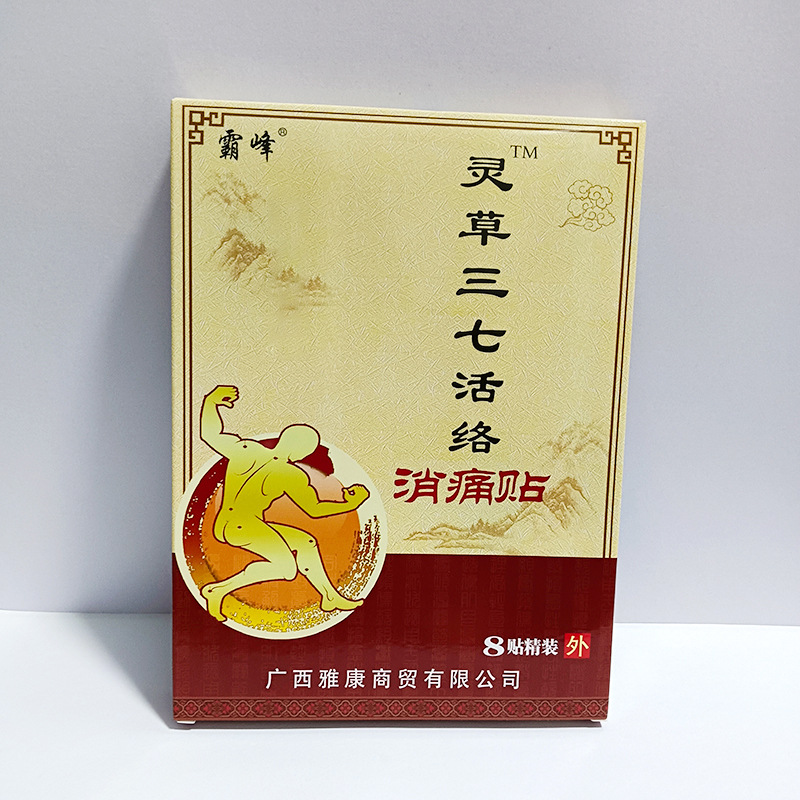 霸峰®
灵草三七活络™
消痛贴
8贴精装 外
广西雅康商贸有限公司